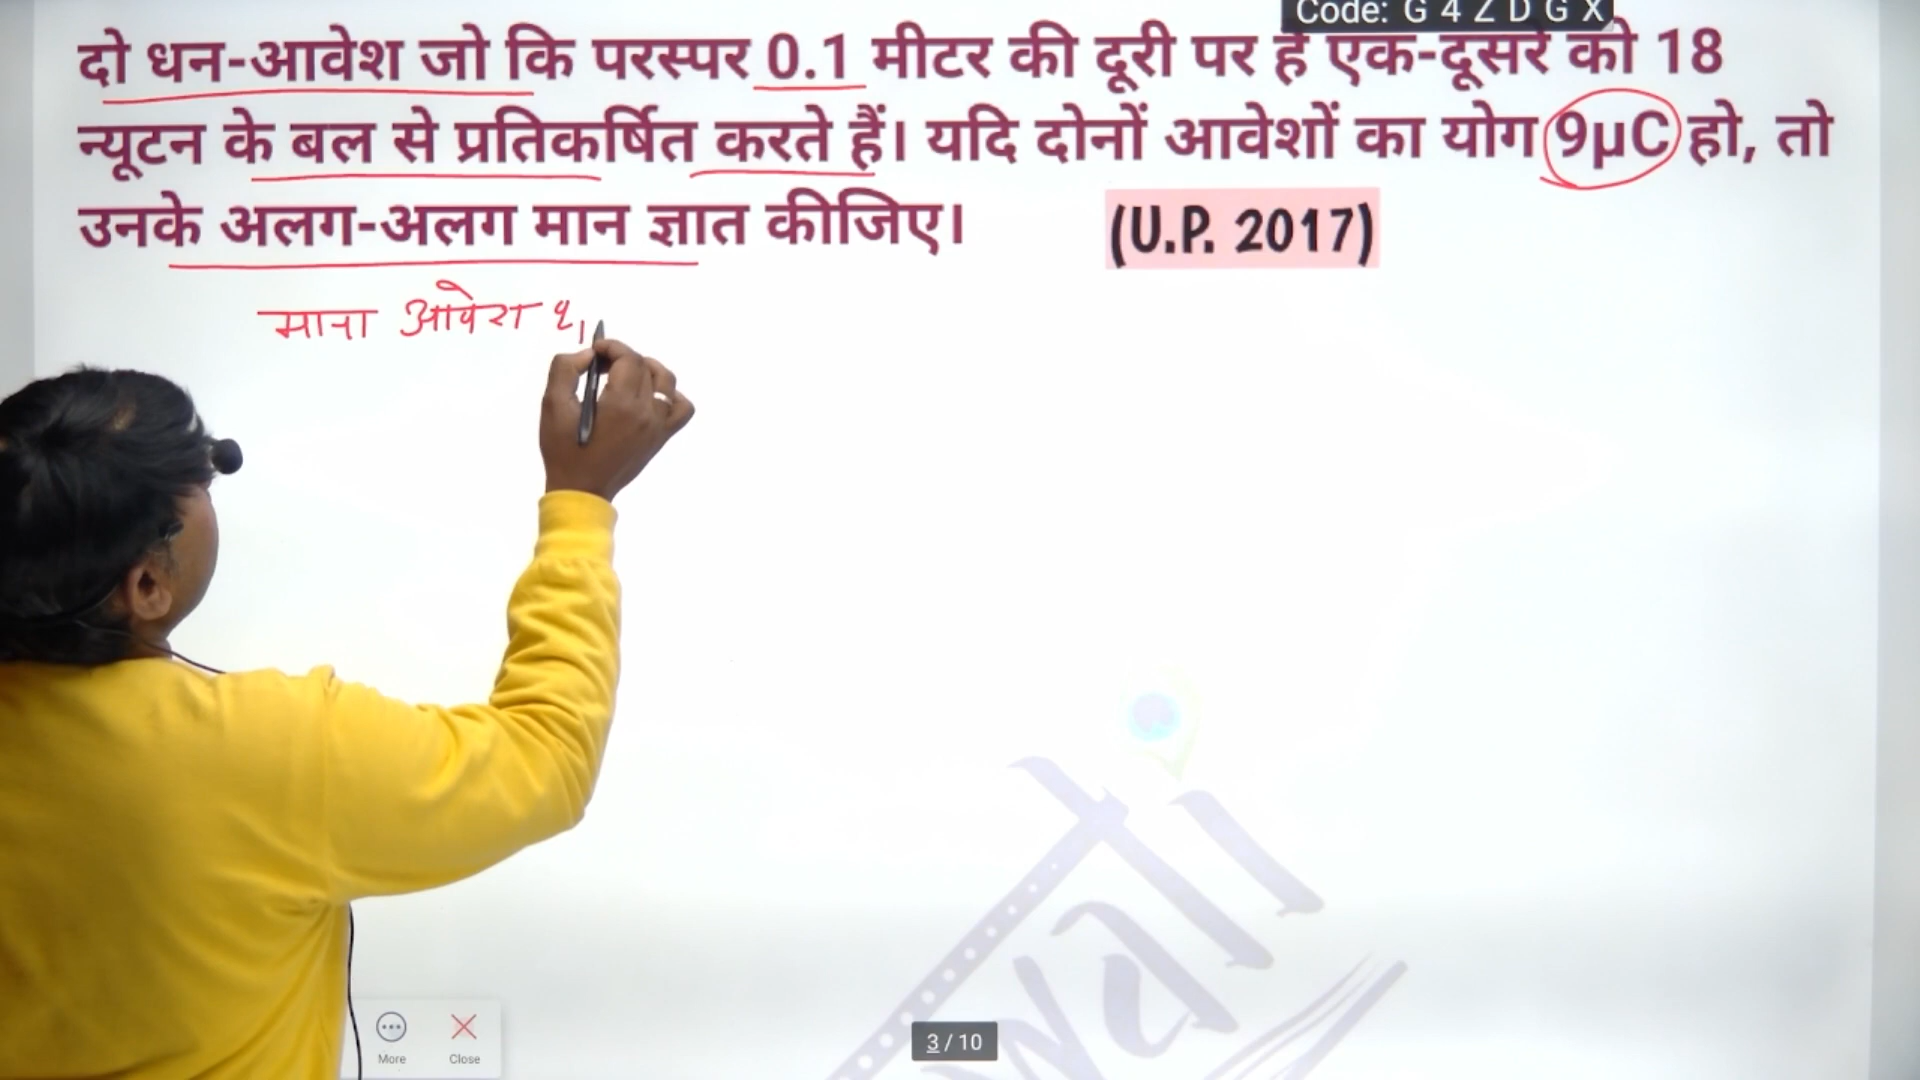 Code: G 4 Z D G X
दो धन-आवेश जो कि परस्पर 0.1 मीटर की दूरी पर हैं एक-दूसरे को 18
न्यूटन के बल से प्रतिकर्षित करते हैं। यदि दोनों आवेशों का योग 9µC हो, तो
उनके अलग-अलग मान ज्ञात कीजिए।
(U.P. 2017)
माना आवेश q₁
More
Close
3 / 10